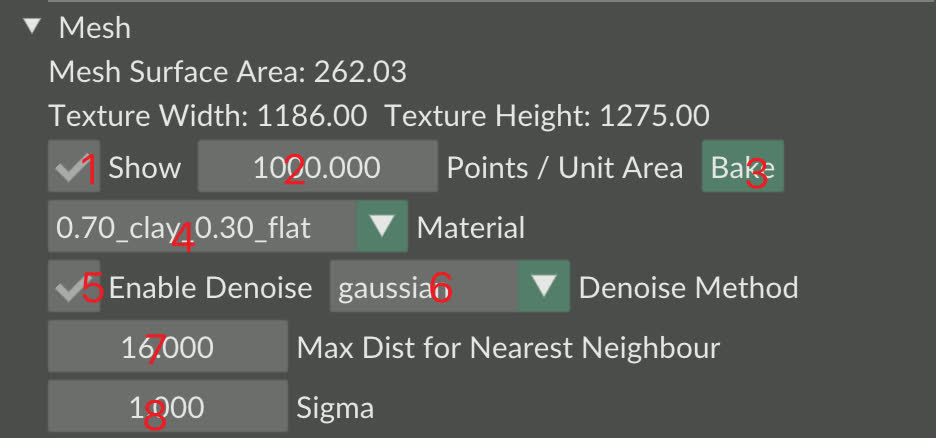 Mesh
Mesh Surface Area: 262.03
Texture Width: 1186.00 Texture Height: 1275.00
1 Show 1000.000 2 Points / Unit Area Bake 3
0.70_clay_0.30_flat 4 Material
5 Enable Denoise gaussian 6 Denoise Method
16.000 7 Max Dist for Nearest Neighbour
1.000 8 Sigma